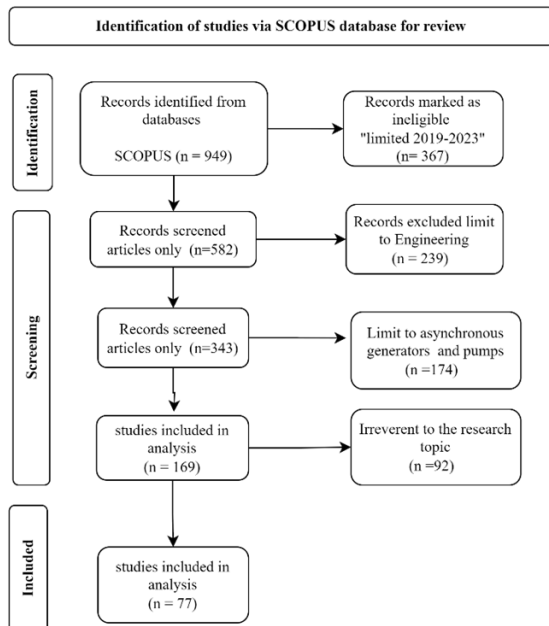 Identification of studies via SCOPUS database for review
Identification
Records identified from
databases
SCOPUS (n = 949)
Records marked as
ineligible
"limited 2019-2023"
(n= 367)
Screening
Records screened
articles only (n=582)
Records excluded limit
to Engineering
(n = 239)
Records screened
articles only (n=343)
Limit to asynchronous
generators and pumps
(n =174)
studies included in
analysis
(n = 169)
Irreverent to the research
topic
(n =92)
Included
studies included in
analysis
(n = 77)